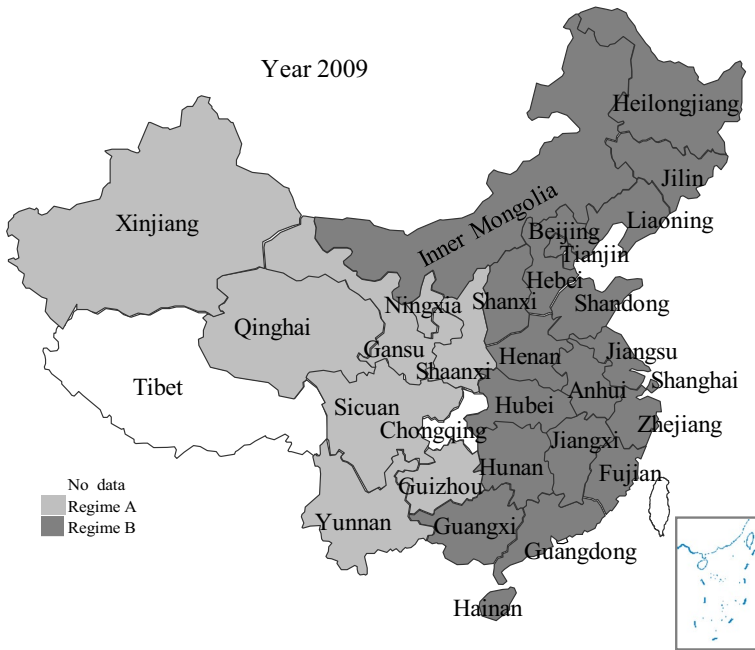 Year 2009
Heilongjiang
Jilin
Liaoning
Inner Mongolia
Beijing
Tianjin
Xinjiang
Hebei
Ningxia
Shanxi
Shandong
Qinghai
Gansu
Henan
Jiangsu
Shaanxi
Shanghai
Tibet
Sicuan
Anhui
Hubei
Zhejiang
Chongqing
Jiangxi
Hunan
Fujian
Guizhou
No data
Regime A
Regime B
Yunnan
Guangxi
Guangdong
Hainan